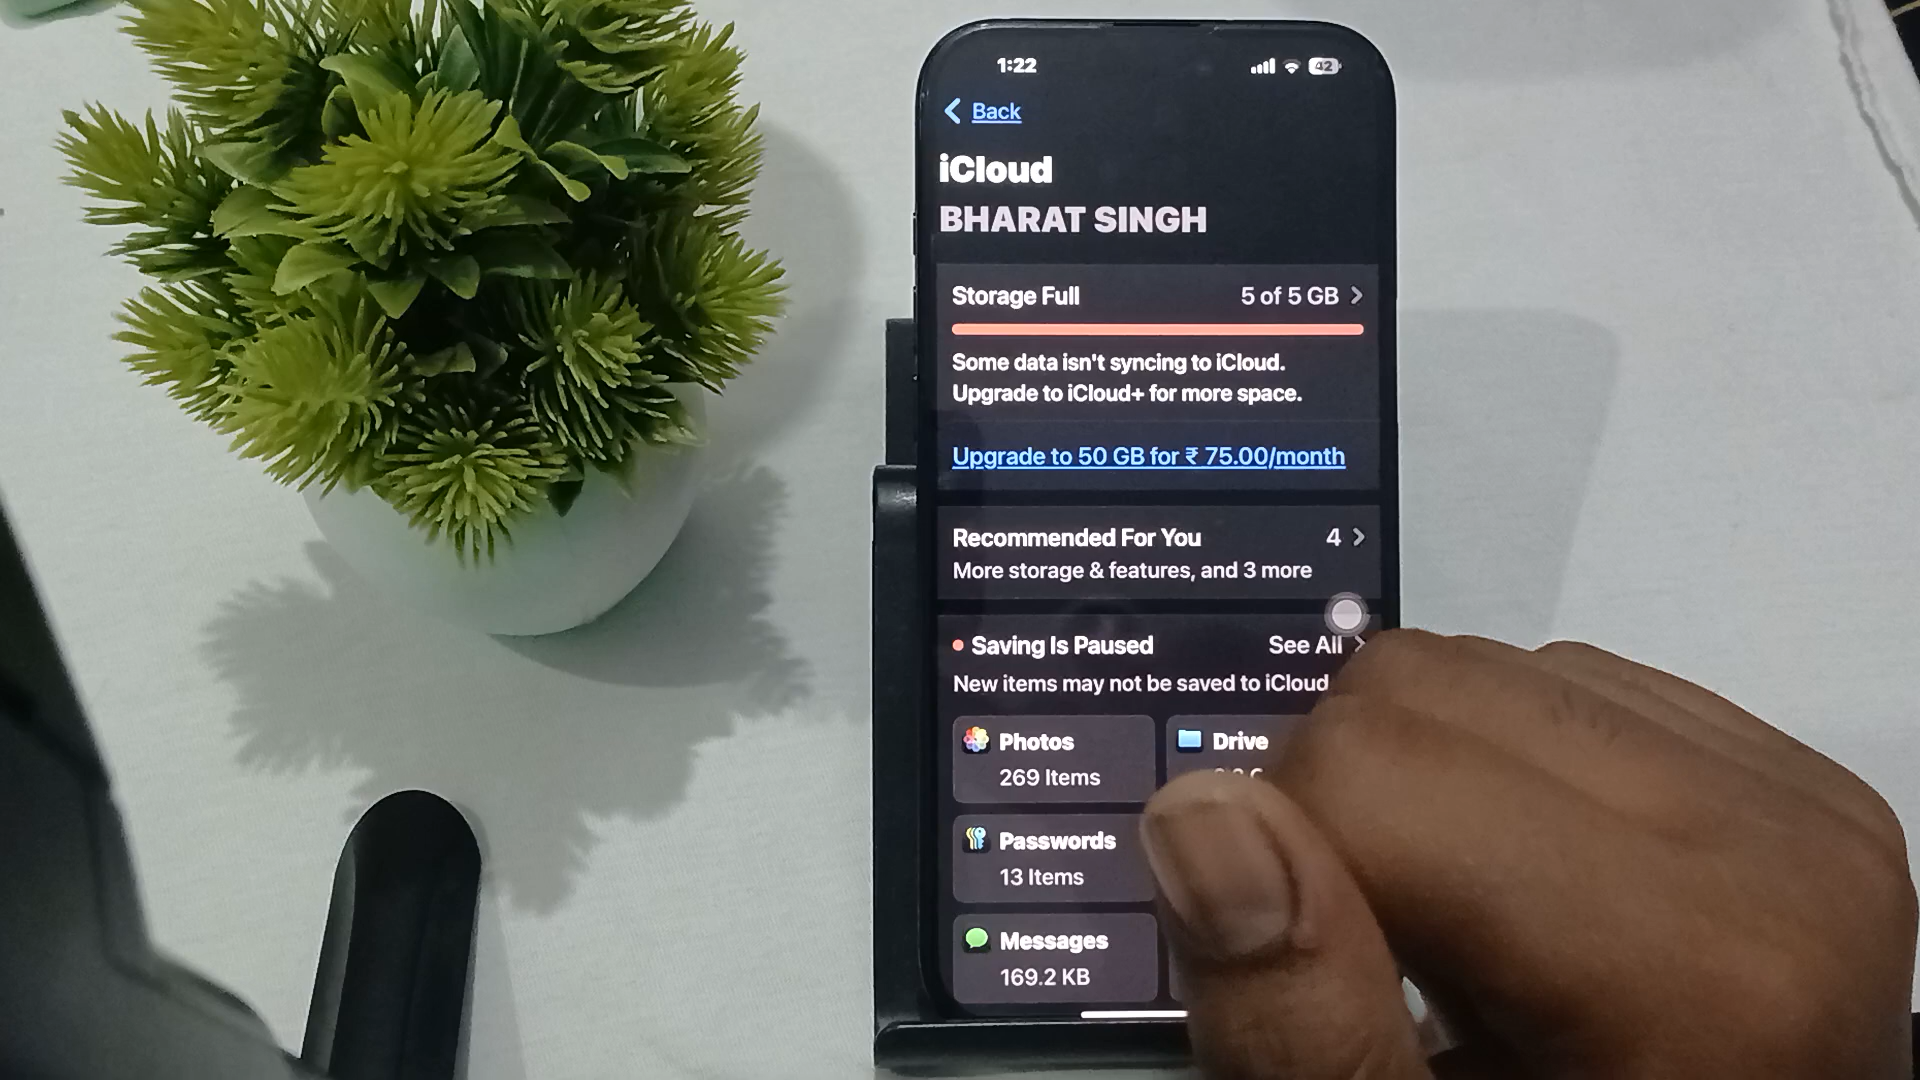 1:22
42
Back
iCloud
BHARAT SINGH
Storage Full 5 of 5 GB
Some data isn't syncing to iCloud.
Upgrade to iCloud+ for more space.
Upgrade to 50 GB for ₹ 75.00/month
Recommended For You 4
More storage & features, and 3 more
Saving Is Paused See All
New items may not be saved to iCloud
Photos Drive
269 Items
Passwords
13 Items
Messages
169.2 KB